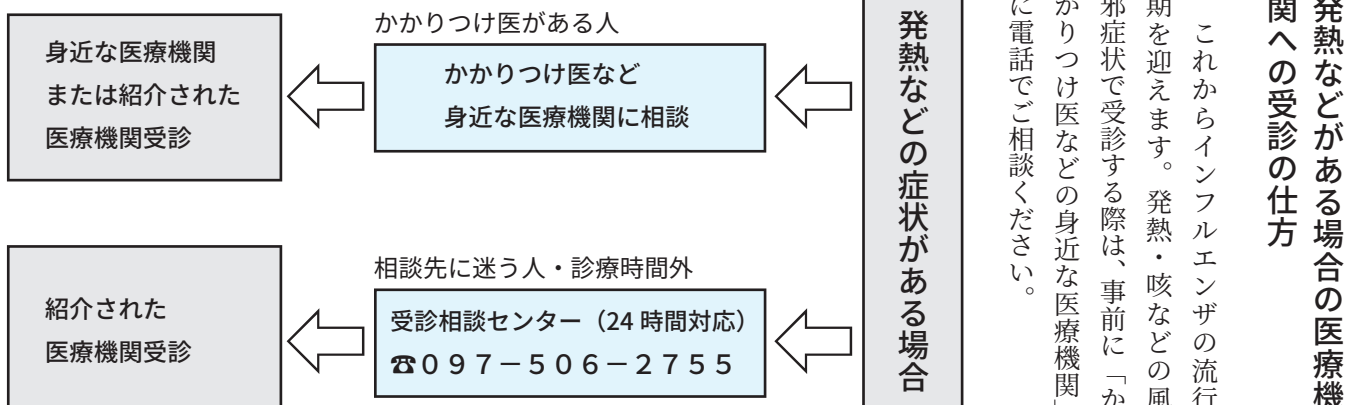 発熱などがある場合の医療機
関への受診の仕方
これからインフルエンザの流行
期を迎えます。発熱・咳などの風
邪症状で受診する際は、事前に「か
かりつけ医などの身近な医療機関」
に電話でご相談ください。
発熱などの症状がある場合
かかりつけ医がある人
かかりつけ医など
身近な医療機関に相談
身近な医療機関
または紹介された
医療機関受診
相談先に迷う人・診療時間外
受診相談センター（24時間対応）
☎０９７－５０６－２７５５
紹介された
医療機関受診